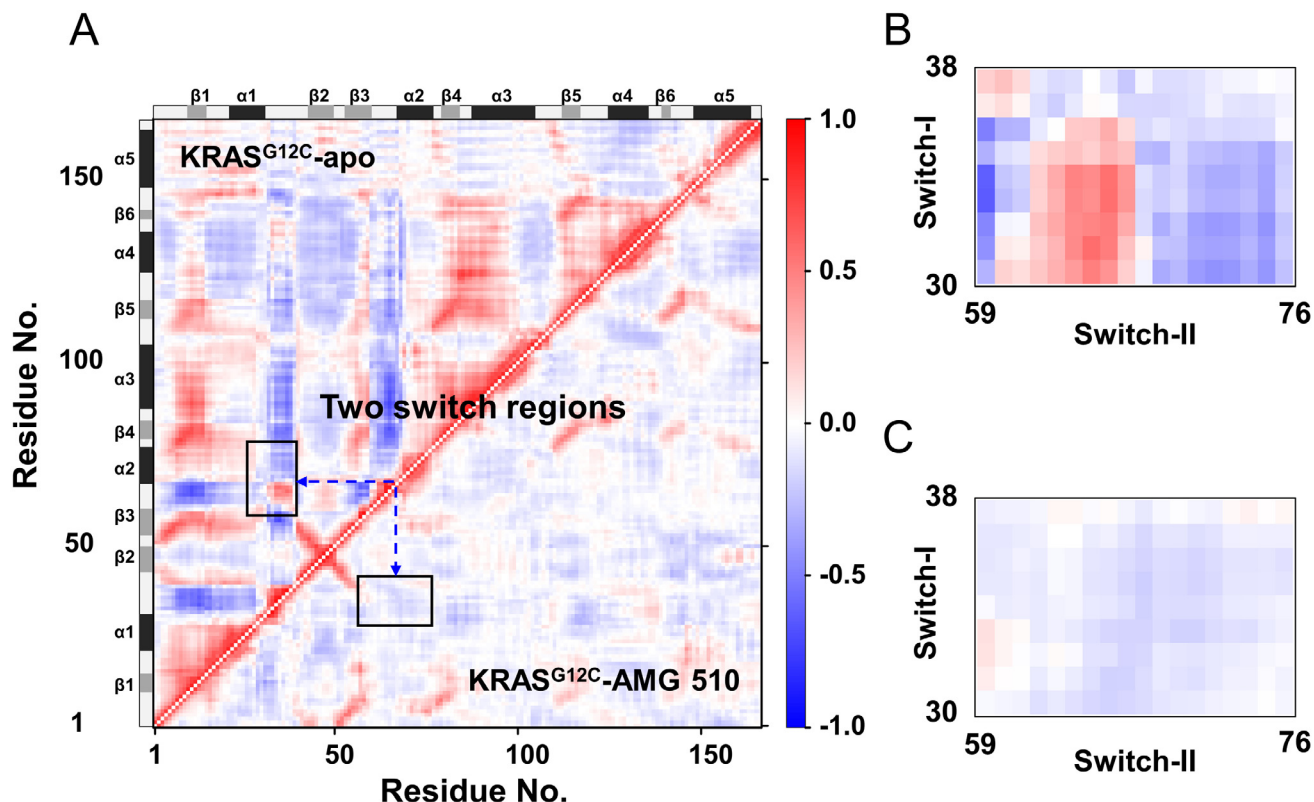 A
β1 α1 β2 β3 α2 β4 α3 β5 α4 β6 α5
KRASG12C-apo
Two switch regions
KRASG12C-AMG 510
α5
β6
α4
β5
α3
β4
α2
β3
β2
α1
β1
150
100
50
1
Residue No.
1 50 100 150
Residue No.
1.0
0.5
0.0
-0.5
-1.0
B
38
Switch-I
30
59 76
Switch-II
C
38
Switch-I
30
59 76
Switch-II